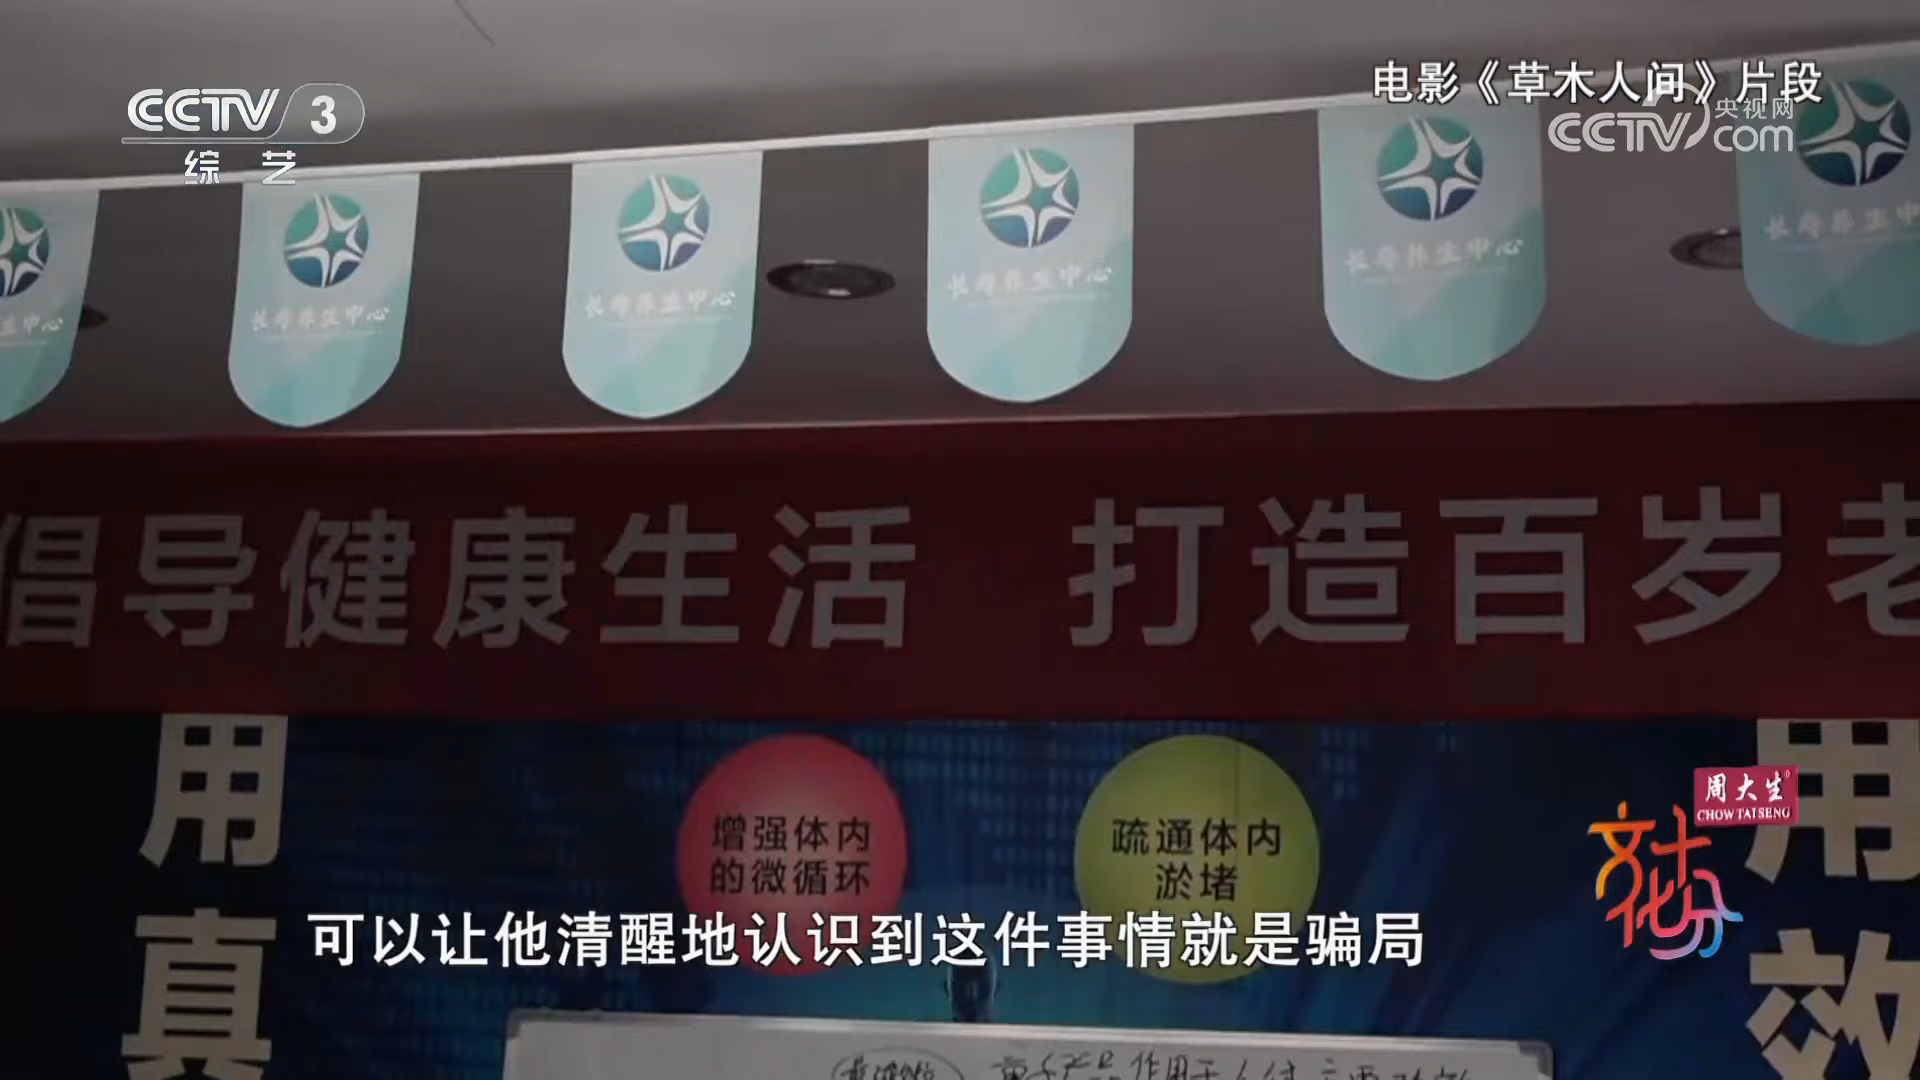 CCTV 3
综艺
电影《草木人间》片段
央视网
CCTV com
生中心
长寿养生中心
长寿养生中心
长寿养生中心
长寿养生中心
长寿养生中
倡导健康生活 打造百岁老
用真
增强体内
的微循环
疏通体内
淤堵
用效
周大生
CHOW TAI SENG
文化十分
可以让他清醒地认识到这件事情就是骗局